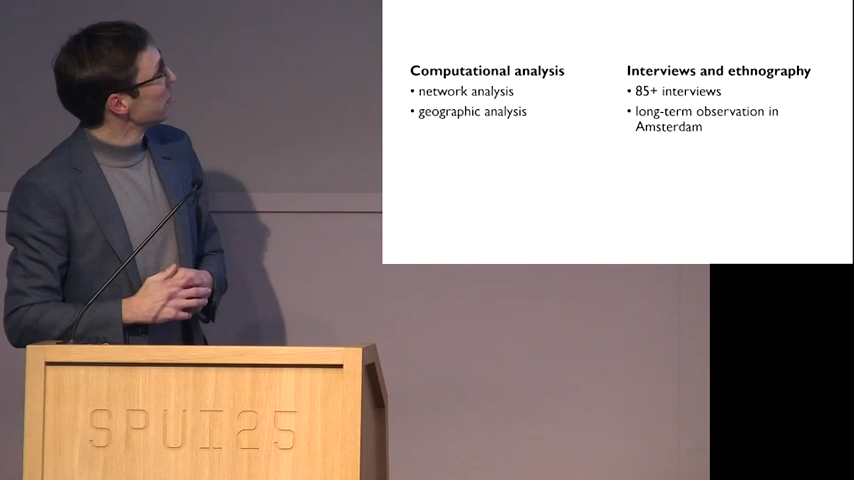 Computational analysis
• network analysis
• geographic analysis
Interviews and ethnography
• 85+ interviews
• long-term observation in
Amsterdam
SPUI25